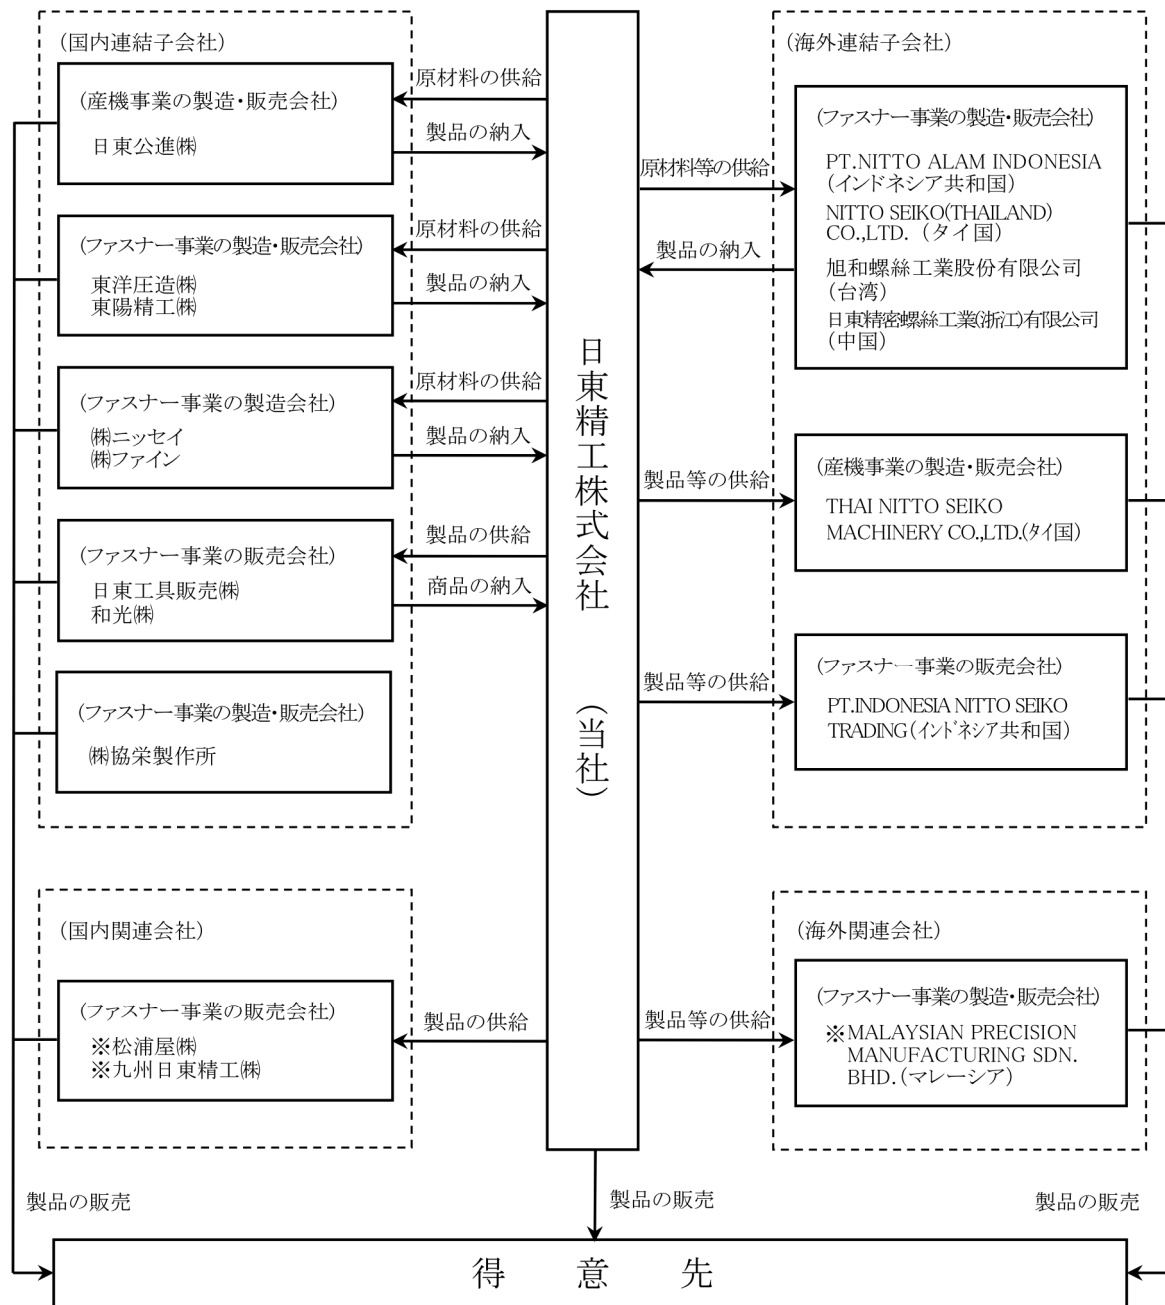 (国内連結子会社)
(産機事業の製造・販売会社)
日東公進㈱
原材料の供給
製品の納入
(ファスナー事業の製造・販売会社)
東洋圧造㈱
東陽精工㈱
原材料の供給
製品の納入
(ファスナー事業の製造会社)
㈱ニッセイ
㈱ファイン
原材料の供給
製品の納入
(ファスナー事業の販売会社)
日東工具販売㈱
和光㈱
製品の供給
商品の納入
(ファスナー事業の製造・販売会社)
㈱協栄製作所
(国内関連会社)
(ファスナー事業の販売会社)
※松浦屋㈱
※九州日東精工㈱
製品の供給
日東精工株式会社 (当社)
(海外連結子会社)
原材料等の供給
製品の納入
(ファスナー事業の製造・販売会社)
PT.NITTO ALAM INDONESIA
(インドネシア共和国)
NITTO SEIKO(THAILAND)
CO.,LTD. (タイ国)
旭和螺絲工業股份有限公司
(台湾)
日東精密螺絲工業(浙江)有限公司
(中国)
製品等の供給
(産機事業の製造・販売会社)
THAI NITTO SEIKO
MACHINERY CO.,LTD.(タイ国)
製品等の供給
(ファスナー事業の販売会社)
PT.INDONESIA NITTO SEIKO
TRADING(インドネシア共和国)
(海外関連会社)
製品等の供給
(ファスナー事業の製造・販売会社)
※MALAYSIAN PRECISION
MANUFACTURING SDN.
BHD.(マレーシア)
製品の販売
製品の販売
製品の販売
得意先